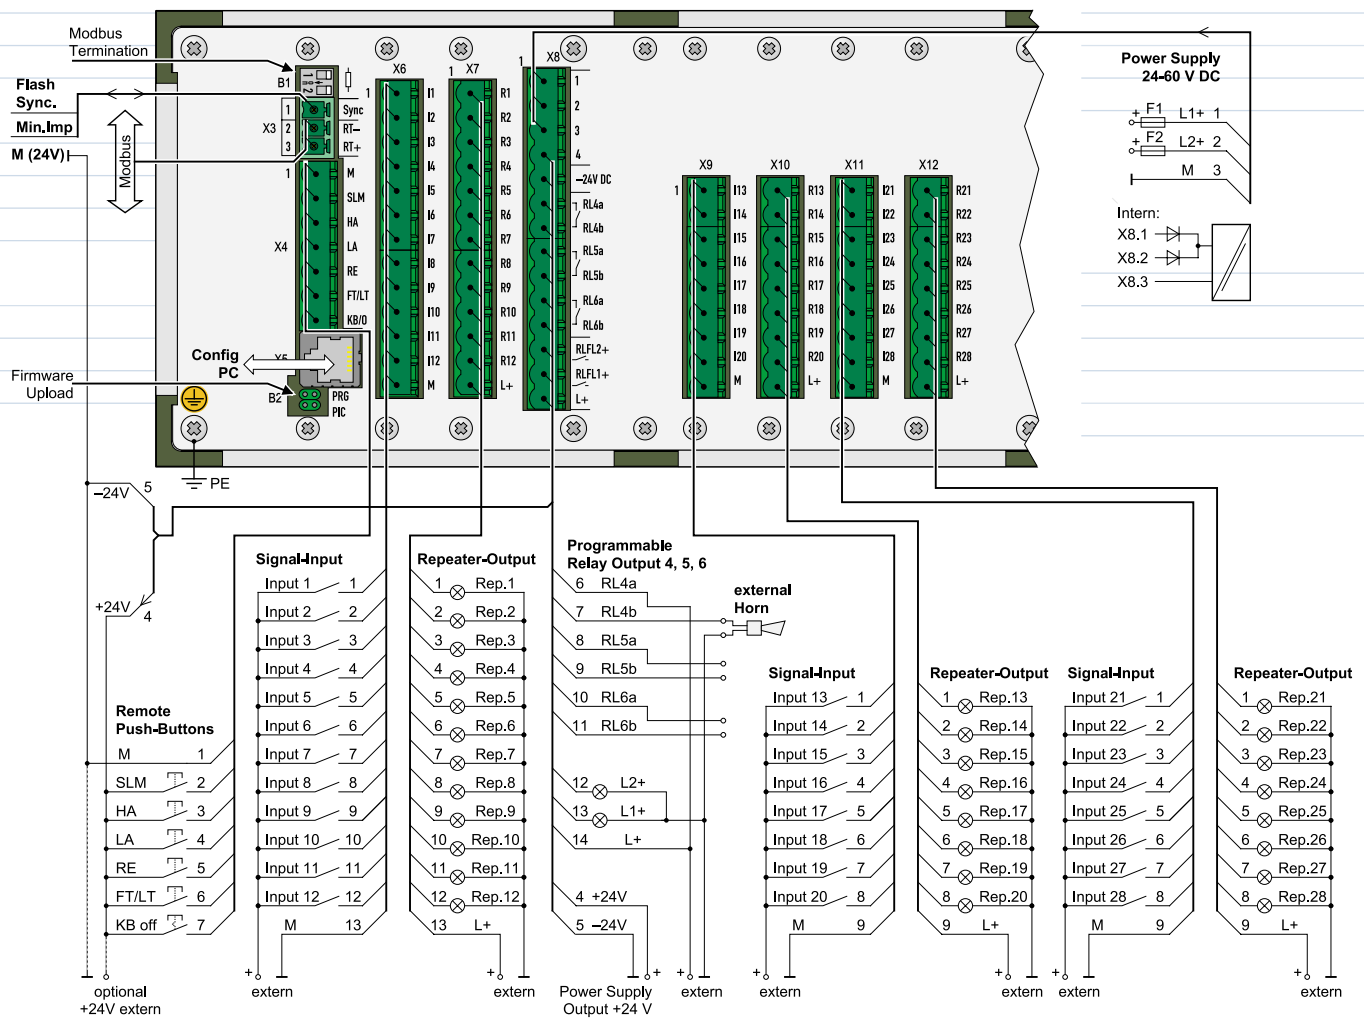 Modbus
Termination
Flash
Sync.
Min.Imp
M (24V)
Modbus
B1
1
2
X3
1
2
3
Sync
RT–
RT+
X4
1
M
SLM
HA
LA
RE
FT/LT
KB/0
Config
PC
X5
Firmware
Upload
B2
PRG
PIC
PE
X6
1
I1
I2
I3
I4
I5
I6
I7
I8
I9
I10
I11
I12
M
X7
1
R1
R2
R3
R4
R5
R6
R7
R8
R9
R10
R11
R12
L+
X8
1
1
2
3
4
–24V DC
RL4a
RL4b
RL5a
RL5b
RL6a
RL6b
RLFL2+
RLFL1+
L+
X9
1
I13
I14
I15
I16
I17
I18
I19
I20
M
X10
R13
R14
R15
R16
R17
R18
R19
R20
L+
X11
I21
I22
I23
I24
I25
I26
I27
I28
M
X12
R21
R22
R23
R24
R25
R26
R27
R28
L+
Power Supply
24-60 V DC
+ F1 L1+ 1
+ F2 L2+ 2
M 3
Intern:
X8.1
X8.2
X8.3
–24V 5
+24V 4
Remote
Push-Buttons
M 1
SLM 2
HA 3
LA 4
RE 5
FT/LT 6
KB off 7
optional
+24V extern
Signal-Input
Input 1 1
Input 2 2
Input 3 3
Input 4 4
Input 5 5
Input 6 6
Input 7 7
Input 8 8
Input 9 9
Input 10 10
Input 11 11
Input 12 12
M 13
+
extern
Repeater-Output
1 Rep.1
2 Rep.2
3 Rep.3
4 Rep.4
5 Rep.5
6 Rep.6
7 Rep.7
8 Rep.8
9 Rep.9
10 Rep.10
11 Rep.11
12 Rep.12
13 L+
+
extern
Programmable
Relay Output 4, 5, 6
6 RL4a
7 RL4b
8 RL5a
9 RL5b
10 RL6a
11 RL6b
12 L2+
13 L1+
14 L+
4 +24V
5 –24V
+
Power Supply
Output +24 V
external
Horn
+
extern
Signal-Input
Input 13 1
Input 14 2
Input 15 3
Input 16 4
Input 17 5
Input 18 6
Input 19 7
Input 20 8
M 9
+
extern
Repeater-Output
1 Rep.13
2 Rep.14
3 Rep.15
4 Rep.16
5 Rep.17
6 Rep.18
7 Rep.19
8 Rep.20
9 L+
+
extern
Signal-Input
Input 21 1
Input 22 2
Input 23 3
Input 24 4
Input 25 5
Input 26 6
Input 27 7
Input 28 8
M 9
+
extern
Repeater-Output
1 Rep.21
2 Rep.22
3 Rep.23
4 Rep.24
5 Rep.25
6 Rep.26
7 Rep.27
8 Rep.28
9 L+
+
extern